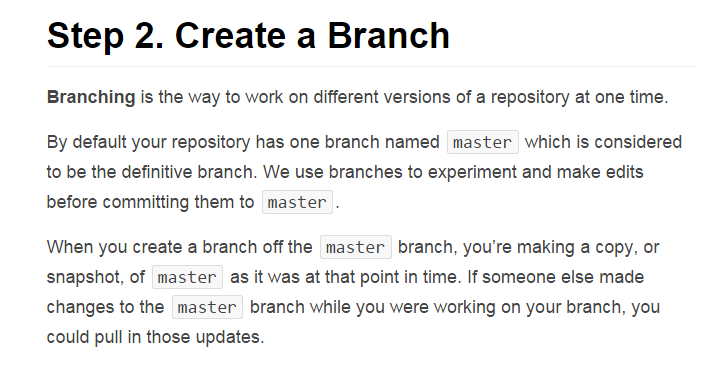 Step 2. Create a Branch
Branching is the way to work on different versions of a repository at one time.
By default your repository has one branch named master which is considered
to be the definitive branch. We use branches to experiment and make edits
before committing them to master.
When you create a branch off the master branch, you’re making a copy, or
snapshot, of master as it was at that point in time. If someone else made
changes to the master branch while you were working on your branch, you
could pull in those updates.